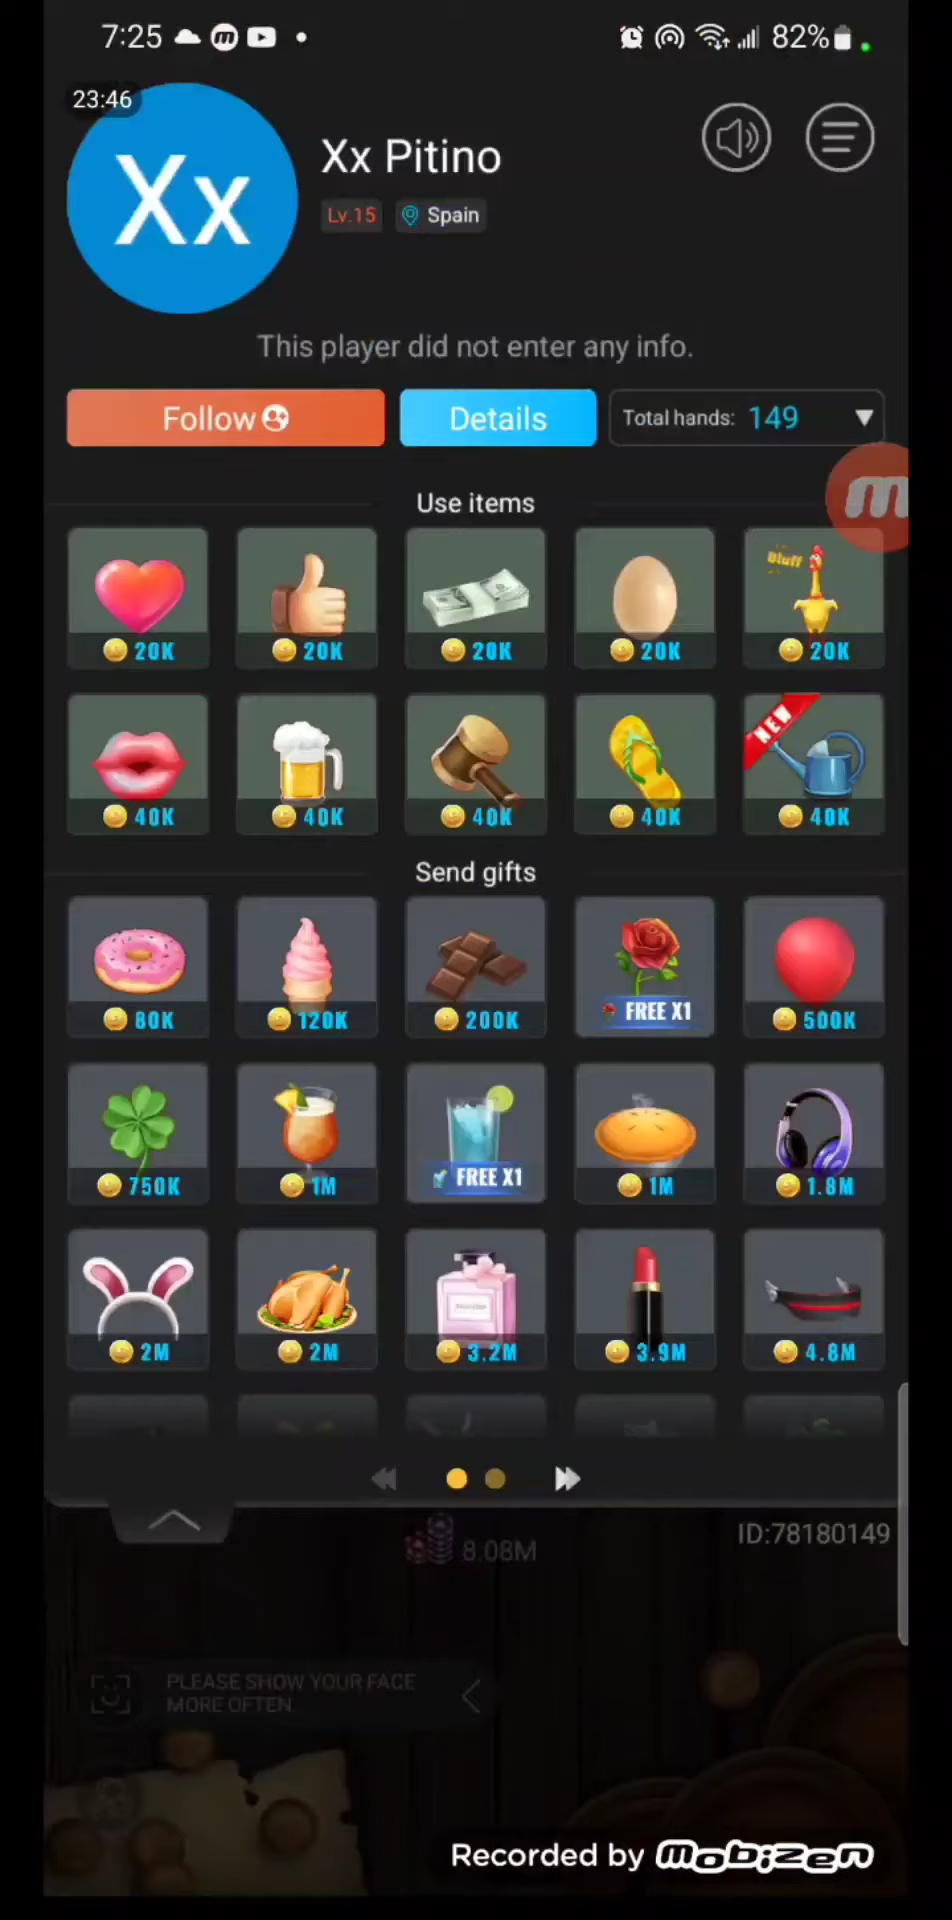 7:25
82%
23:46
Xx
Xx Pitino
Lv.15
Spain
This player did not enter any info.
Follow
Details
Total hands: 149
Use items
Bluff
20K 20K 20K 20K 20K
NEW
40K 40K 40K 40K 40K
Send gifts
80K 120K 200K FREE X1 500K
750K 1M FREE X1 1M 1.8M
2M 2M 3.2M 3.9M 4.8M
8.08M
ID:78180149
PLEASE SHOW YOUR FACE
MORE OFTEN
Recorded by mobizen